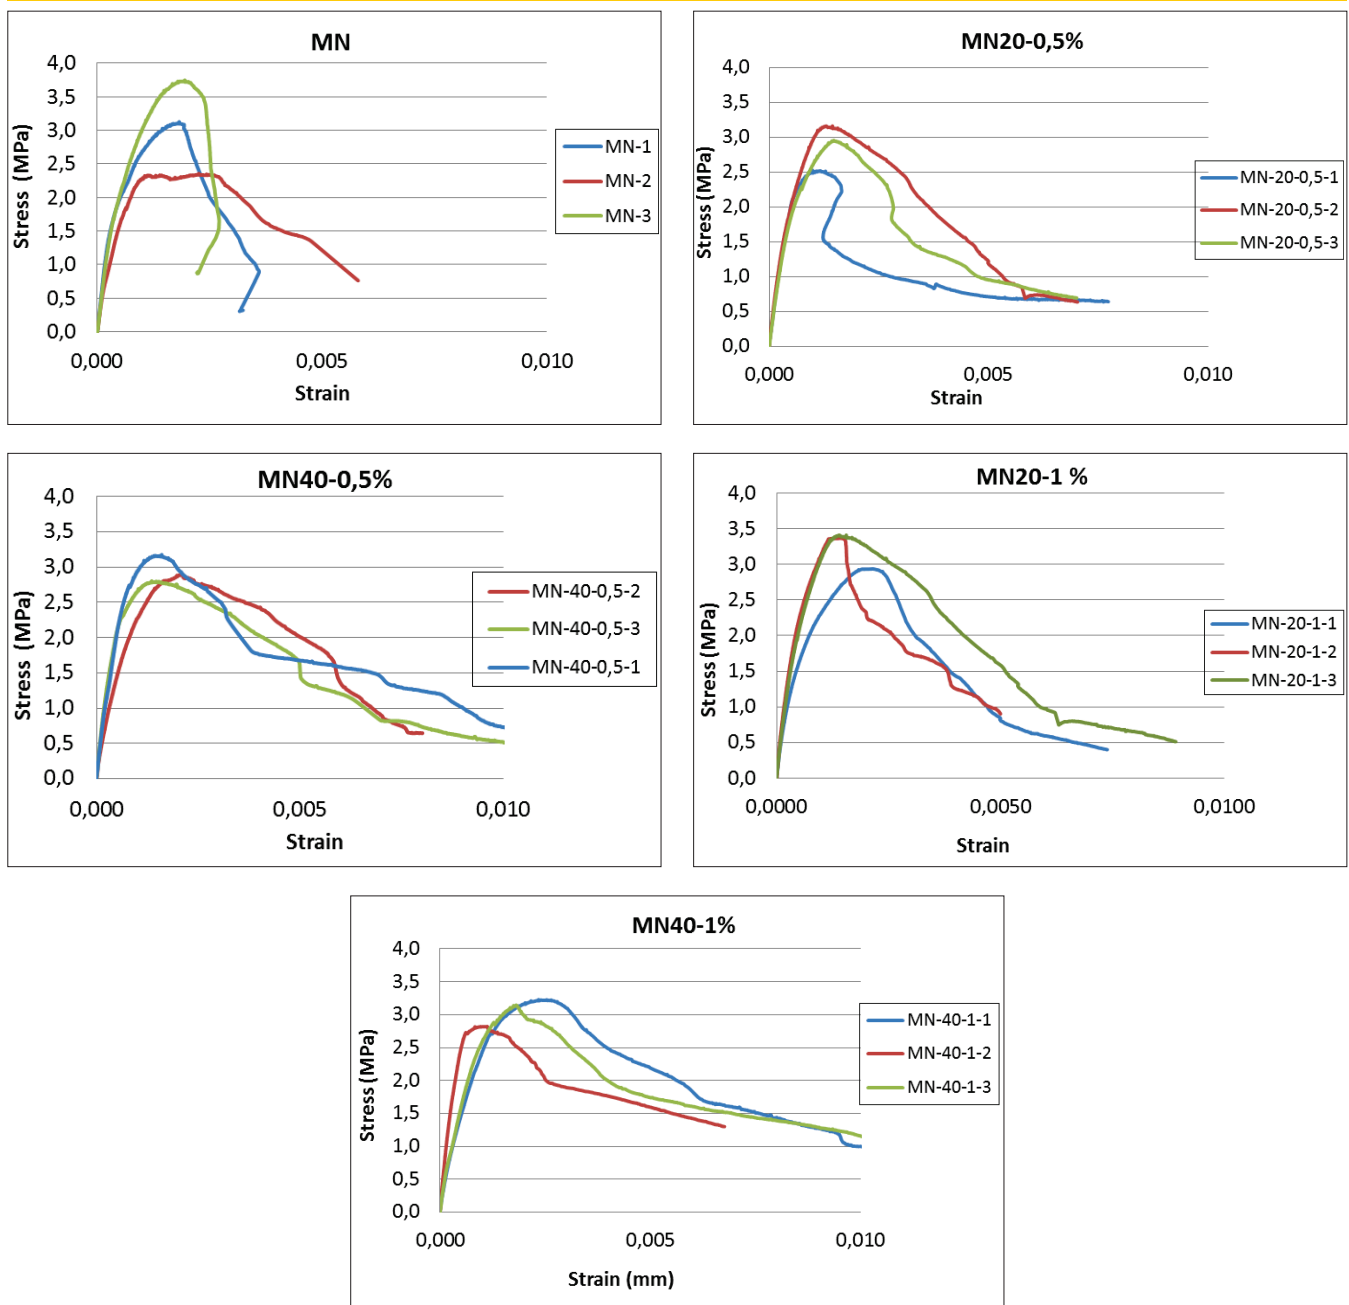 MN
4,0
3,5
3,0
2,5
2,0
1,5
1,0
0,5
0,0
Stress (MPa)
0,000 0,005 0,010
Strain
MN-1
MN-2
MN-3
MN20-0,5%
4,0
3,5
3,0
2,5
2,0
1,5
1,0
0,5
0,0
Stress (MPa)
0,000 0,005 0,010
Strain
MN-20-0,5-1
MN-20-0,5-2
MN-20-0,5-3
MN40-0,5%
4,0
3,5
3,0
2,5
2,0
1,5
1,0
0,5
0,0
Stress (MPa)
0,000 0,005 0,010
Strain
MN-40-0,5-2
MN-40-0,5-3
MN-40-0,5-1
MN20-1 %
4,0
3,5
3,0
2,5
2,0
1,5
1,0
0,5
0,0
Stress (MPa)
0,0000 0,0050 0,0100
Strain
MN-20-1-1
MN-20-1-2
MN-20-1-3
MN40-1%
4,0
3,5
3,0
2,5
2,0
1,5
1,0
0,5
0,0
Stress (MPa)
0,000 0,005 0,010
Strain (mm)
MN-40-1-1
MN-40-1-2
MN-40-1-3